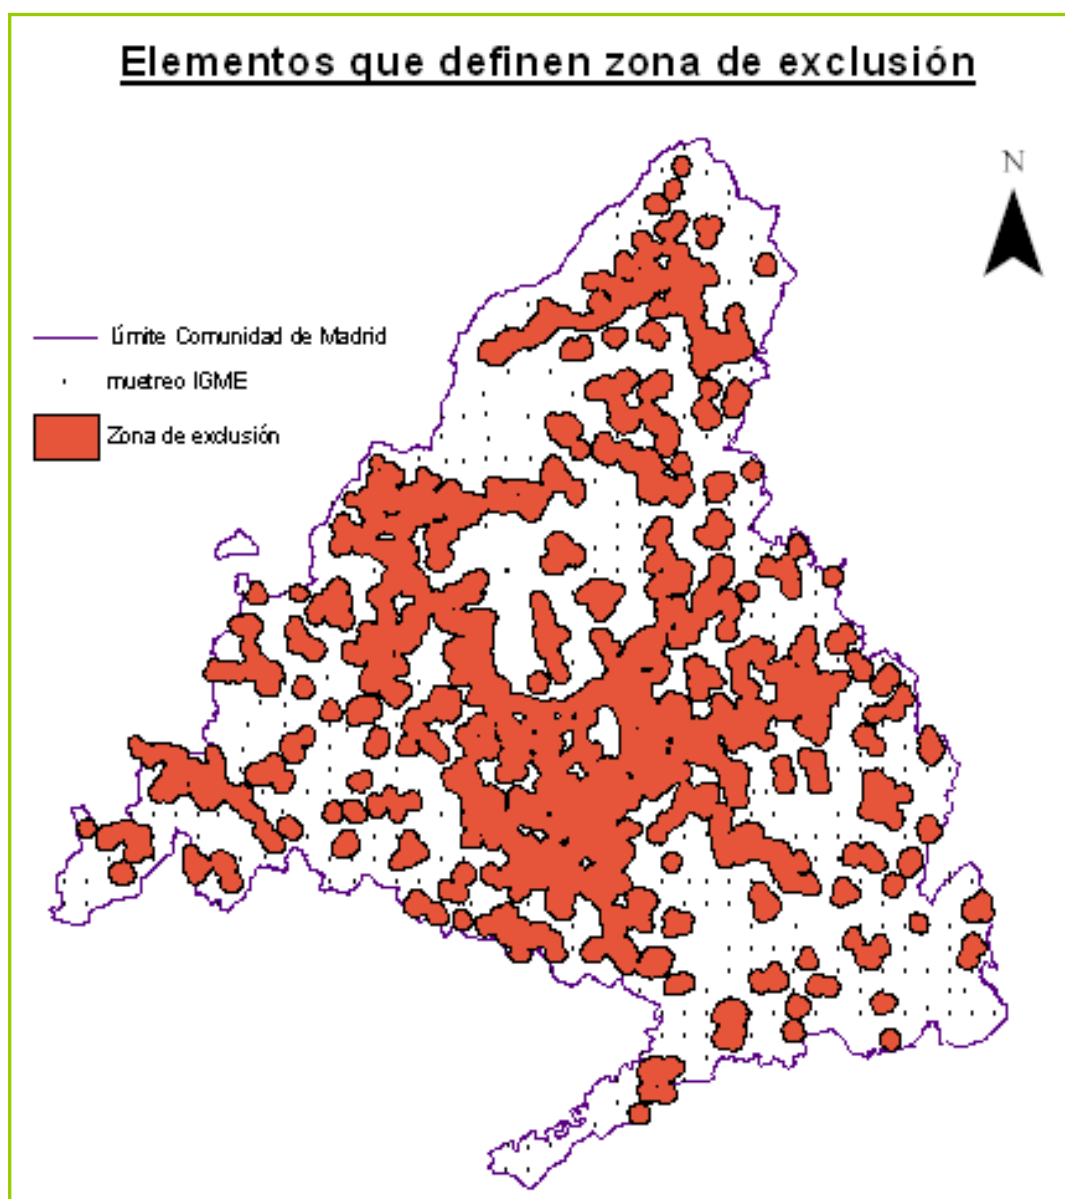 Elementos que definen zona de exclusión
N
Límite Comunidad de Madrid
muetreo IGME
Zona de exclusión